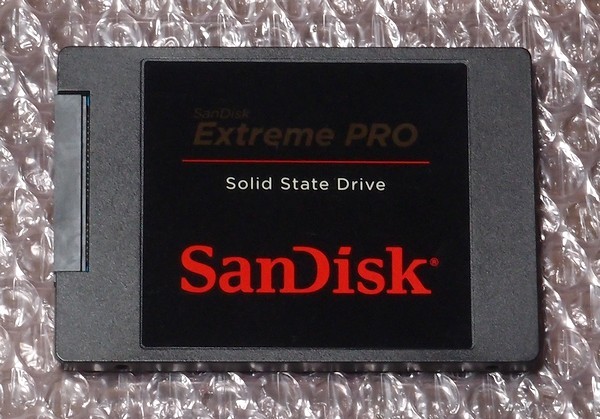 SanDisk
Extreme PRO
Solid State Drive
SanDisk®